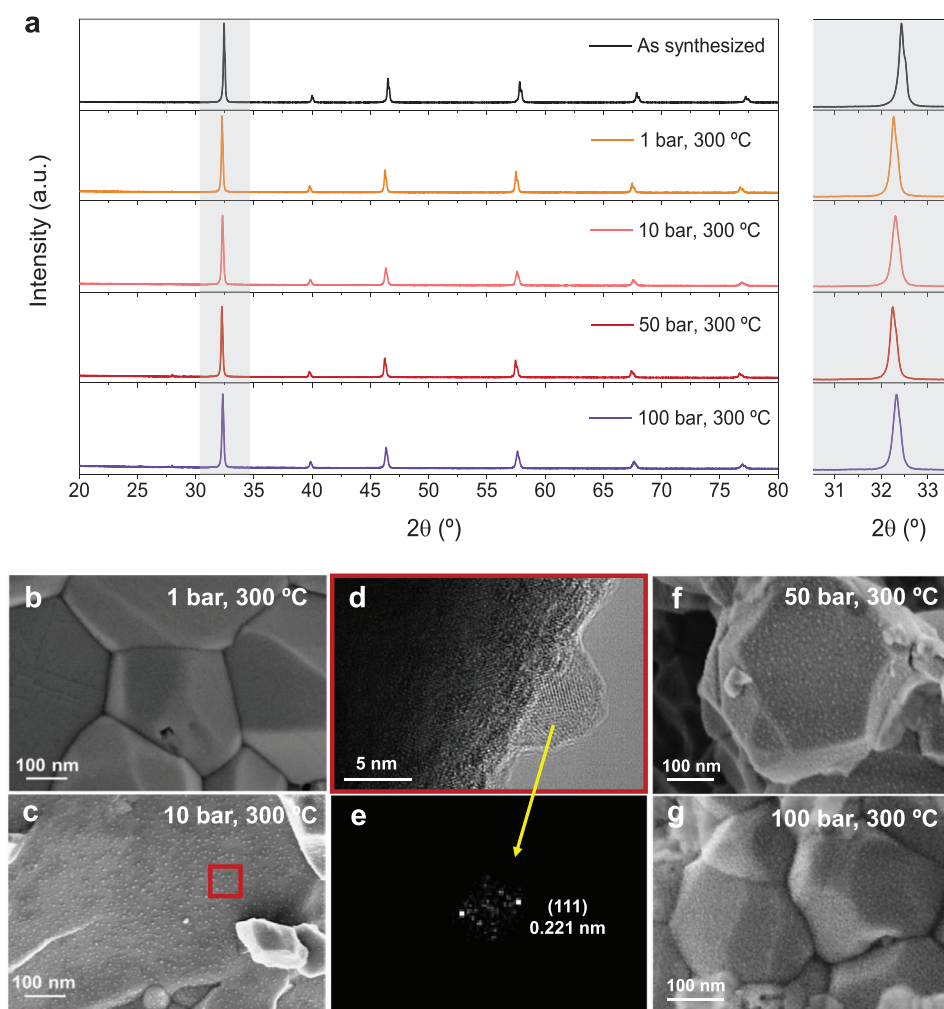 a
As synthesized
1 bar, 300 ºC
10 bar, 300 ºC
50 bar, 300 ºC
100 bar, 300 ºC
Intensity (a.u.)
20 25 30 35 40 45 50 55 60 65 70 75 80
2θ (º)
31 32 33
2θ (º)
b
1 bar, 300 ºC
100 nm
c
10 bar, 300 ºC
100 nm
d
5 nm
e
(111)
0.221 nm
f
50 bar, 300 ºC
100 nm
g
100 bar, 300 ºC
100 nm